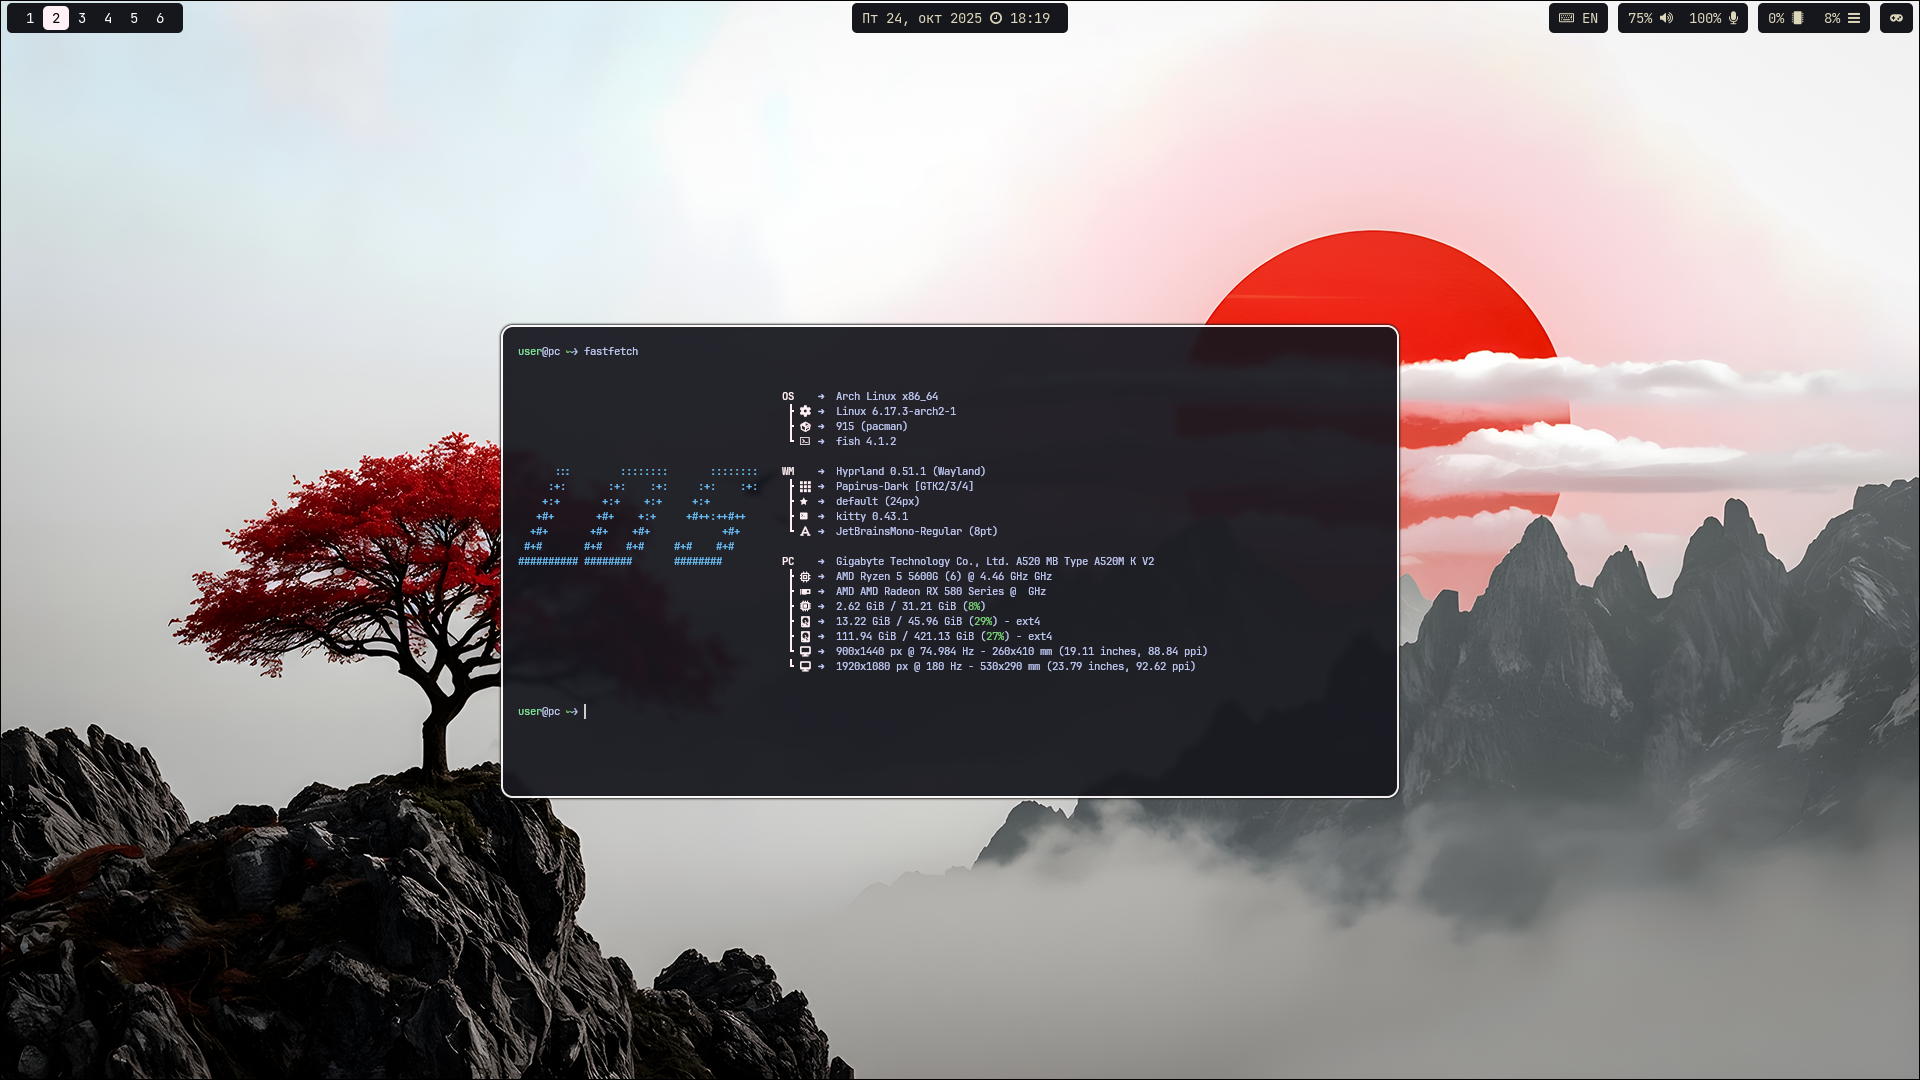 1 2 3 4 5 6
Пт 24, окт 2025 18:19
EN 75% 100% 0% 8%
user@pc ~> fastfetch
OS → Arch Linux x86_64
→ Linux 6.17.3-arch2-1
→ 915 (pacman)
→ fish 4.1.2
WM → Hyprland 0.51.1 (Wayland)
→ Papirus-Dark [GTK2/3/4]
→ default (24px)
→ kitty 0.43.1
→ JetBrainsMono-Regular (8pt)
::: :::::::: ::::::::
:+: :+: :+: :+: :+:
+:+ +:+ +:+ +:+
+#+ +#+ +:+ +#++:++#++
+#+ +#+ +#+ +#+
#+# #+# #+# #+# #+#
########## ######## ########
PC → Gigabyte Technology Co., Ltd. A520 MB Type A520M K V2
→ AMD Ryzen 5 5600G (6) @ 4.46 GHz GHz
→ AMD AMD Radeon RX 580 Series @ GHz
→ 2.62 GiB / 31.21 GiB (8%)
→ 13.22 GiB / 45.96 GiB (29%) - ext4
→ 111.94 GiB / 421.13 GiB (27%) - ext4
→ 900x1440 px @ 74.984 Hz - 260x410 mm (19.11 inches, 88.84 ppi)
→ 1920x1080 px @ 180 Hz - 530x290 mm (23.79 inches, 92.62 ppi)
user@pc ~>